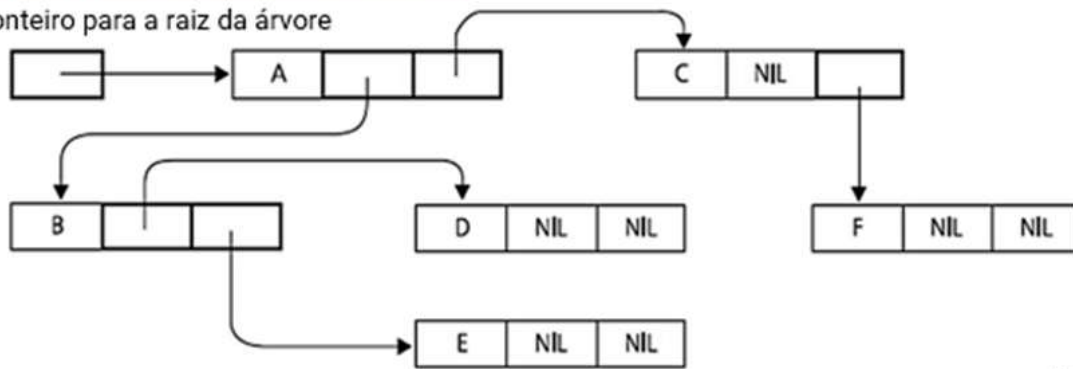 onteiro para a raiz da árvore
A
C NIL
B
D NIL NIL
F NIL NIL
E NIL NIL